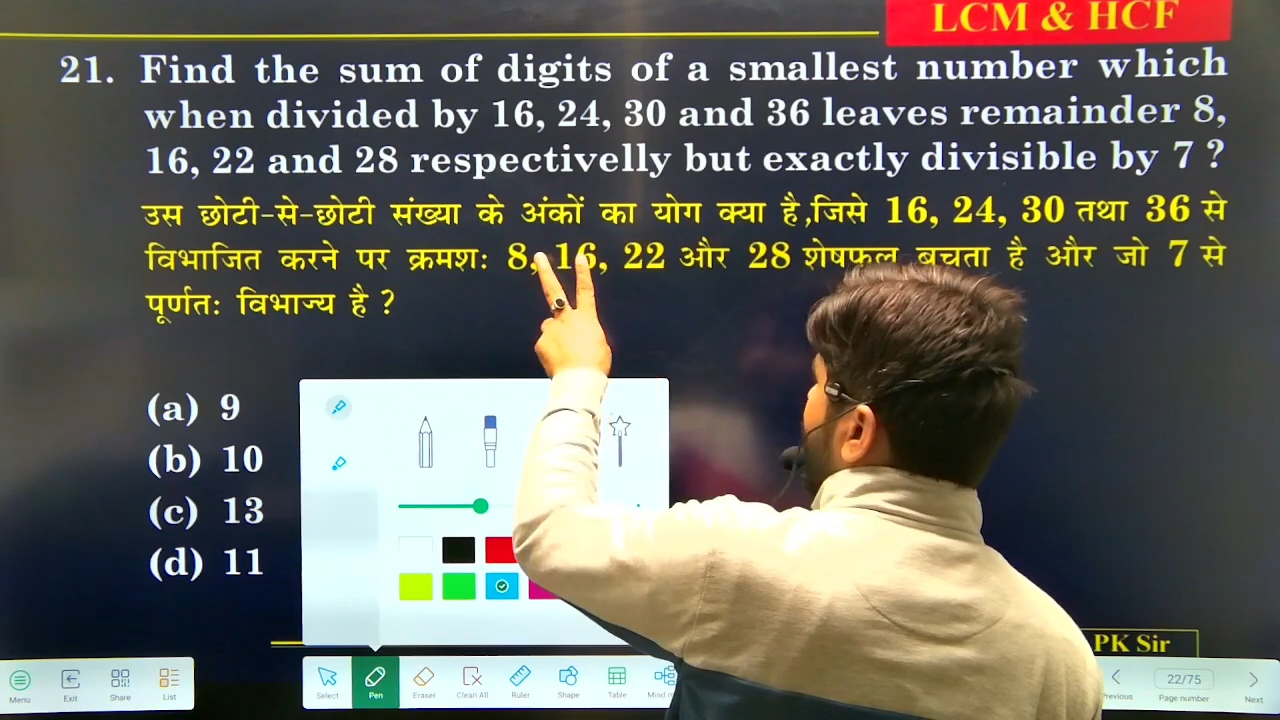 LCM & HCF
21. Find the sum of digits of a smallest number which
when divided by 16, 24, 30 and 36 leaves remainder 8,
16, 22 and 28 respectivelly but exactly divisible by 7 ?
उस छोटी-से-छोटी संख्या के अंकों का योग क्या है,जिसे 16, 24, 30 तथा 36 से
विभाजित करने पर क्रमशः 8, 16, 22 और 28 शेषफल बचता है और जो 7 से
पूर्णतः विभाज्य है ?
(a) 9
(b) 10
(c) 13
(d) 11
PK Sir
Menu Exit Share List Select Pen Eraser Clean All Ruler Shape Table 22/75 Page number Next